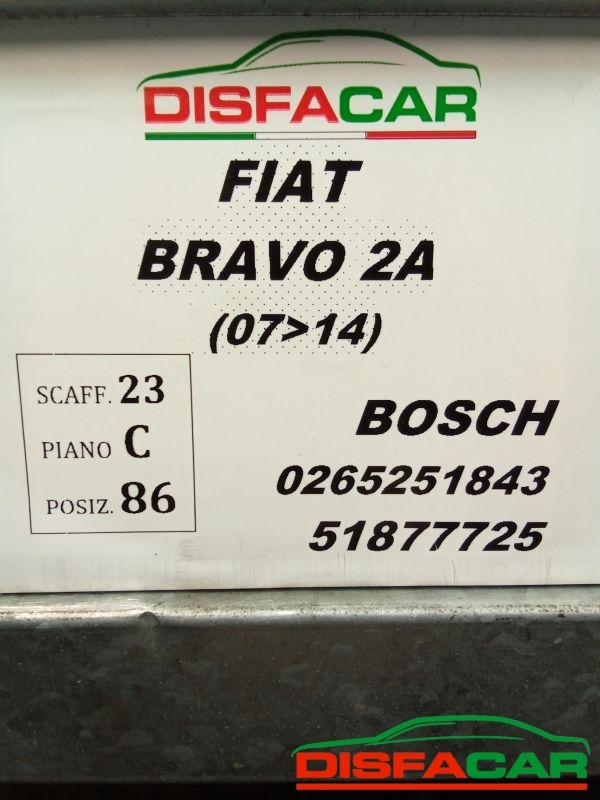 DISFACAR
FIAT
BRAVO 2A
(07>14)
SCAFF. 23
PIANO C
POSIZ. 86
BOSCH
0265251843
51877725
DISFACAR